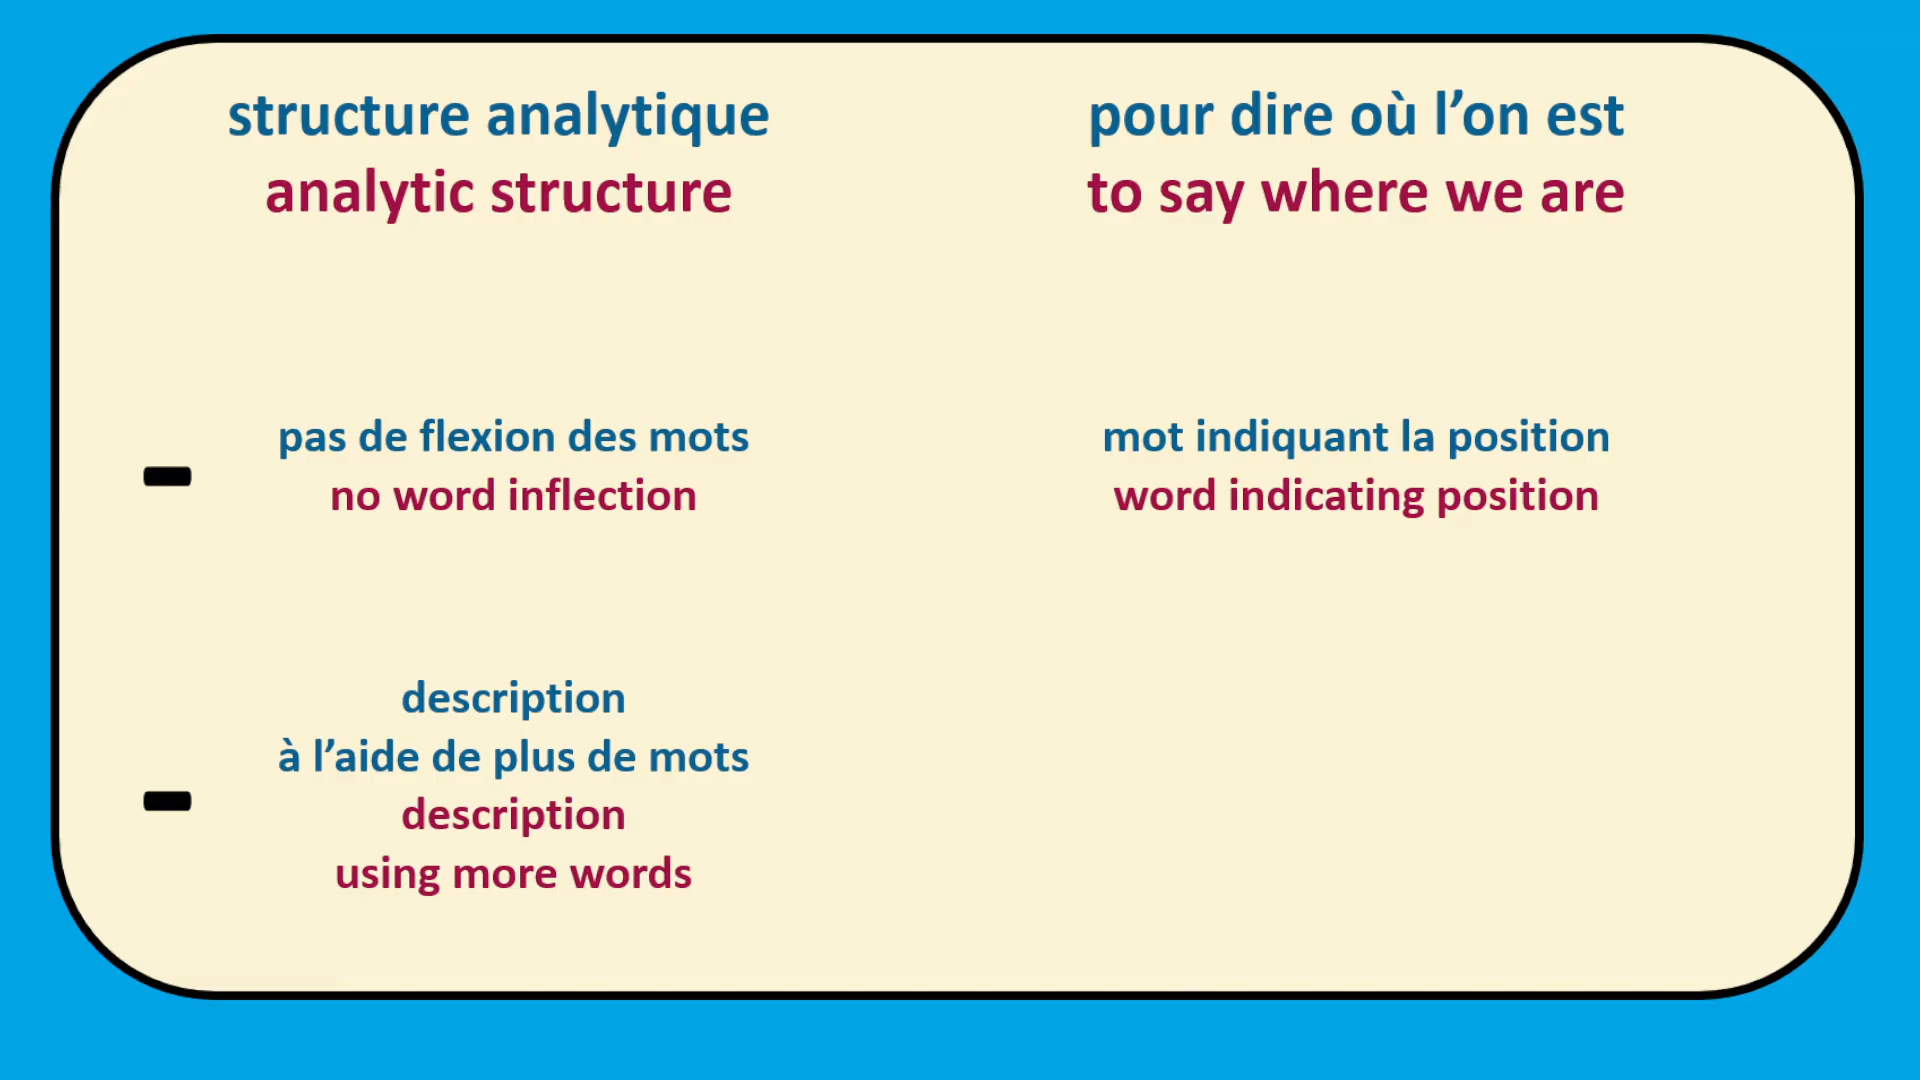 structure analytique
analytic structure
pour dire où l’on est
to say where we are
- pas de flexion des mots
no word inflection
mot indiquant la position
word indicating position
- description
à l’aide de plus de mots
description
using more words